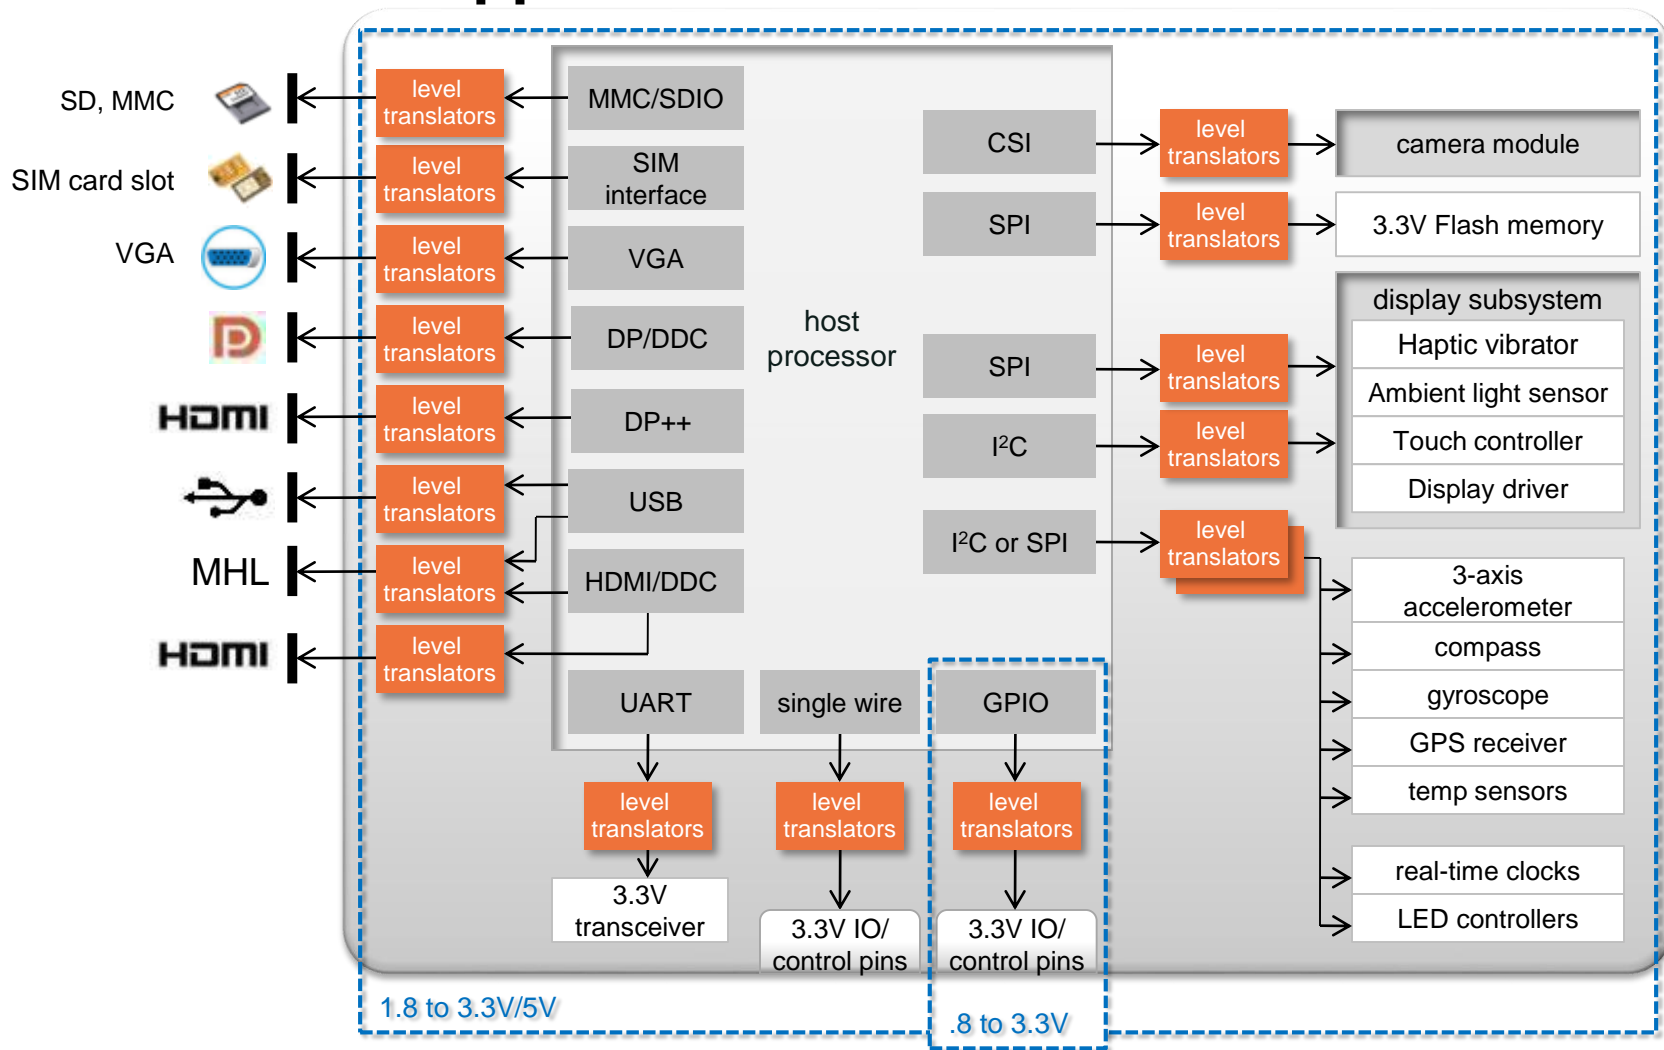 SD, MMC
level
translators
MMC/SDIO
SIM card slot
level
translators
SIM
interface
VGA
level
translators
VGA
level
translators
DP/DDC
HDMI
level
translators
DP++
level
translators
USB
MHL
level
translators
HDMI/DDC
HDMI
level
translators
host
processor
CSI
level
translators
camera module
SPI
level
translators
3.3V Flash memory
SPI
level
translators
display subsystem
Haptic vibrator
Ambient light sensor
Touch controller
Display driver
I²C
level
translators
I²C or SPI
level
translators
3-axis
accelerometer
compass
gyroscope
GPS receiver
temp sensors
real-time clocks
LED controllers
UART
single wire
GPIO
level
translators
level
translators
level
translators
3.3V
transceiver
3.3V IO/
control pins
3.3V IO/
control pins
1.8 to 3.3V/5V
.8 to 3.3V